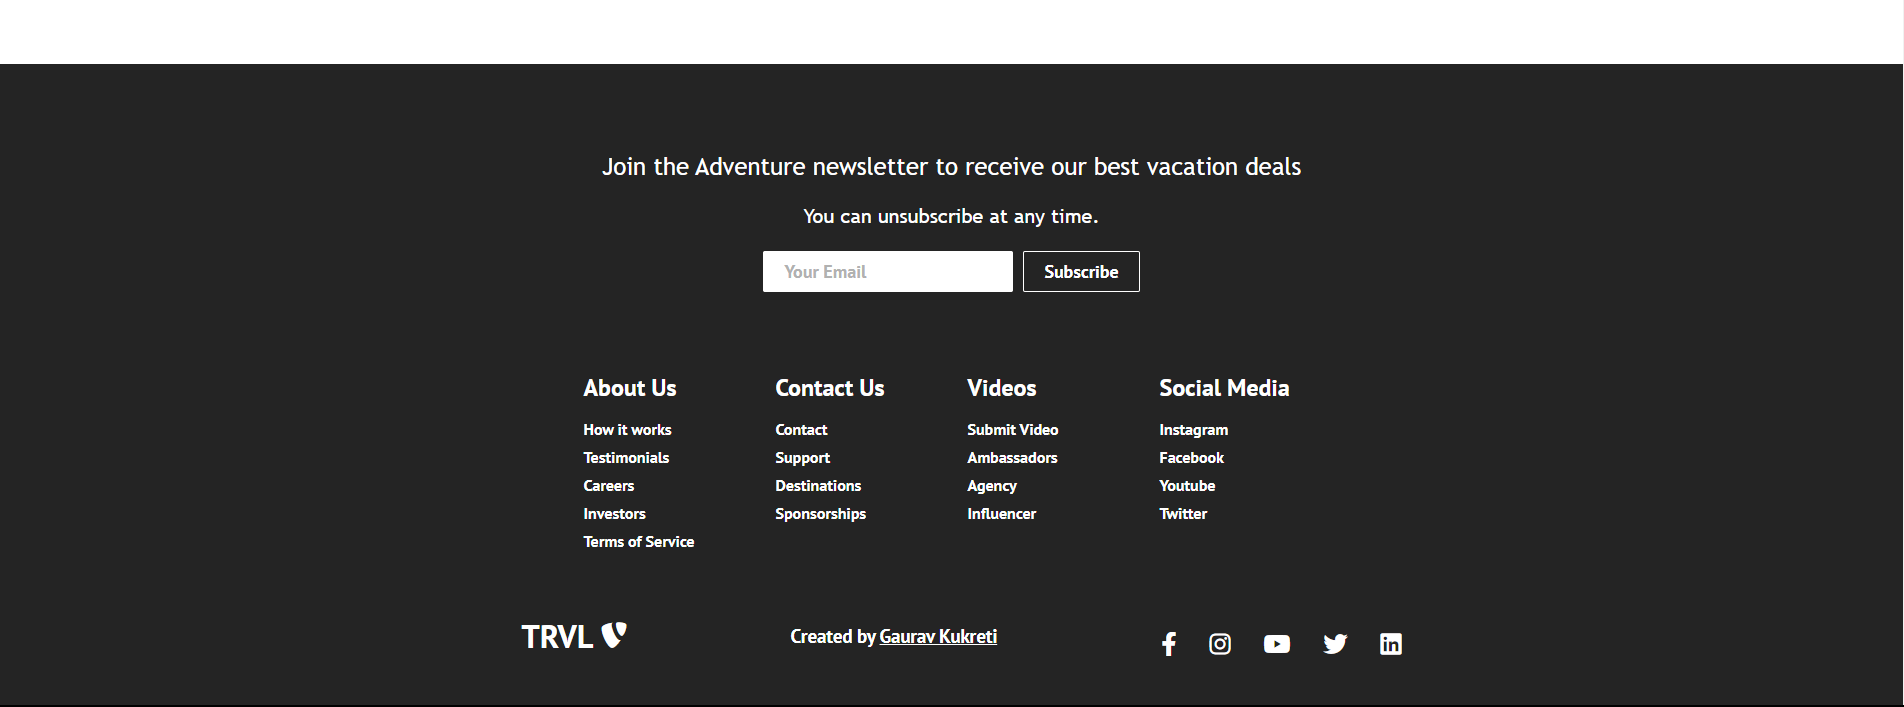 Join the Adventure newsletter to receive our best vacation deals
You can unsubscribe at any time.
Your Email
Subscribe
About Us
How it works
Testimonials
Careers
Investors
Terms of Service
Contact Us
Contact
Support
Destinations
Sponsorships
Videos
Submit Video
Ambassadors
Agency
Influencer
Social Media
Instagram
Facebook
Youtube
Twitter
TRVL
Created by Gaurav Kukreti